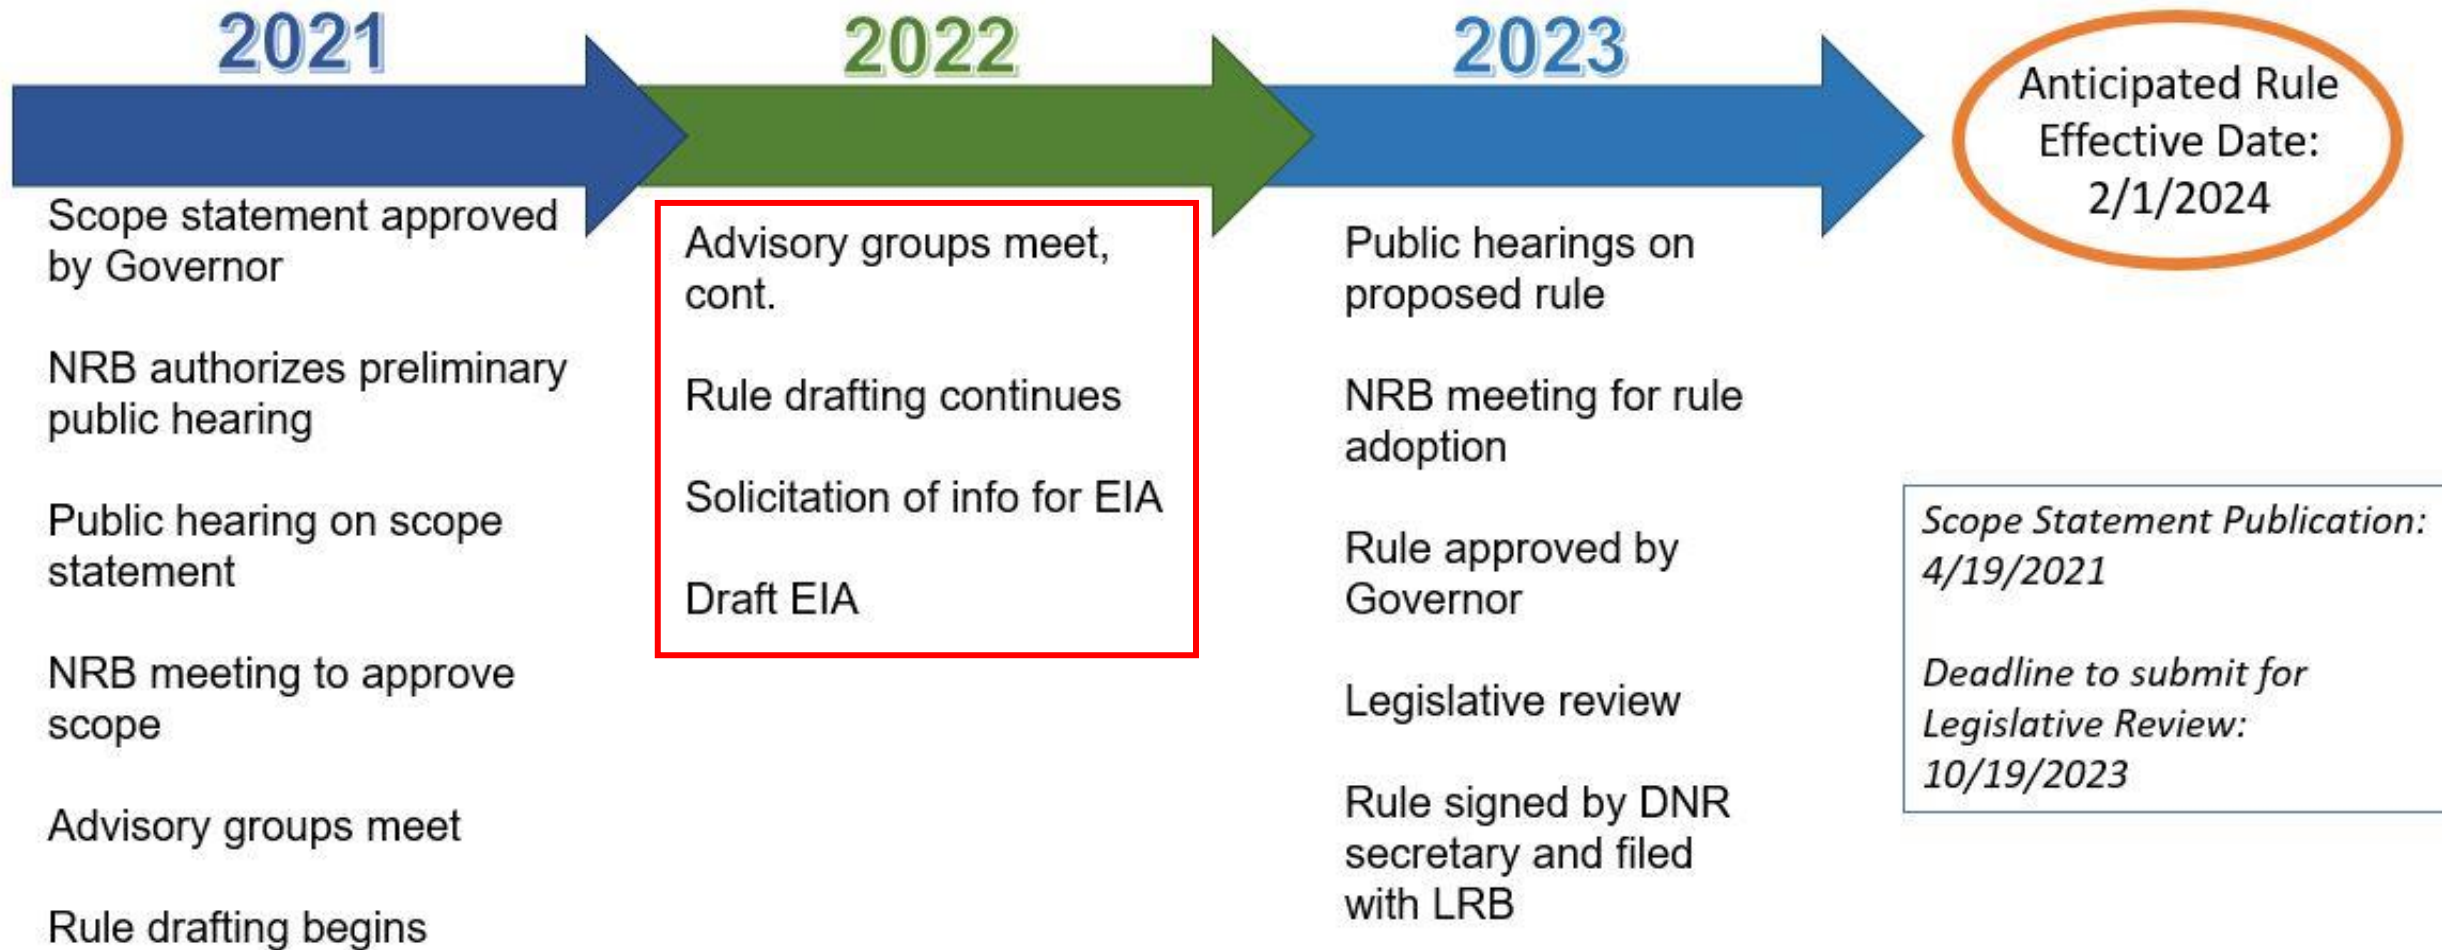 2021
Scope statement approved
by Governor
NRB authorizes preliminary
public hearing
Public hearing on scope
statement
NRB meeting to approve
scope
Advisory groups meet
Rule drafting begins
2022
Advisory groups meet,
cont.
Rule drafting continues
Solicitation of info for EIA
Draft EIA
2023
Public hearings on
proposed rule
NRB meeting for rule
adoption
Rule approved by
Governor
Legislative review
Rule signed by DNR
secretary and filed
with LRB
Anticipated Rule
Effective Date:
2/1/2024
Scope Statement Publication:
4/19/2021
Deadline to submit for
Legislative Review:
10/19/2023